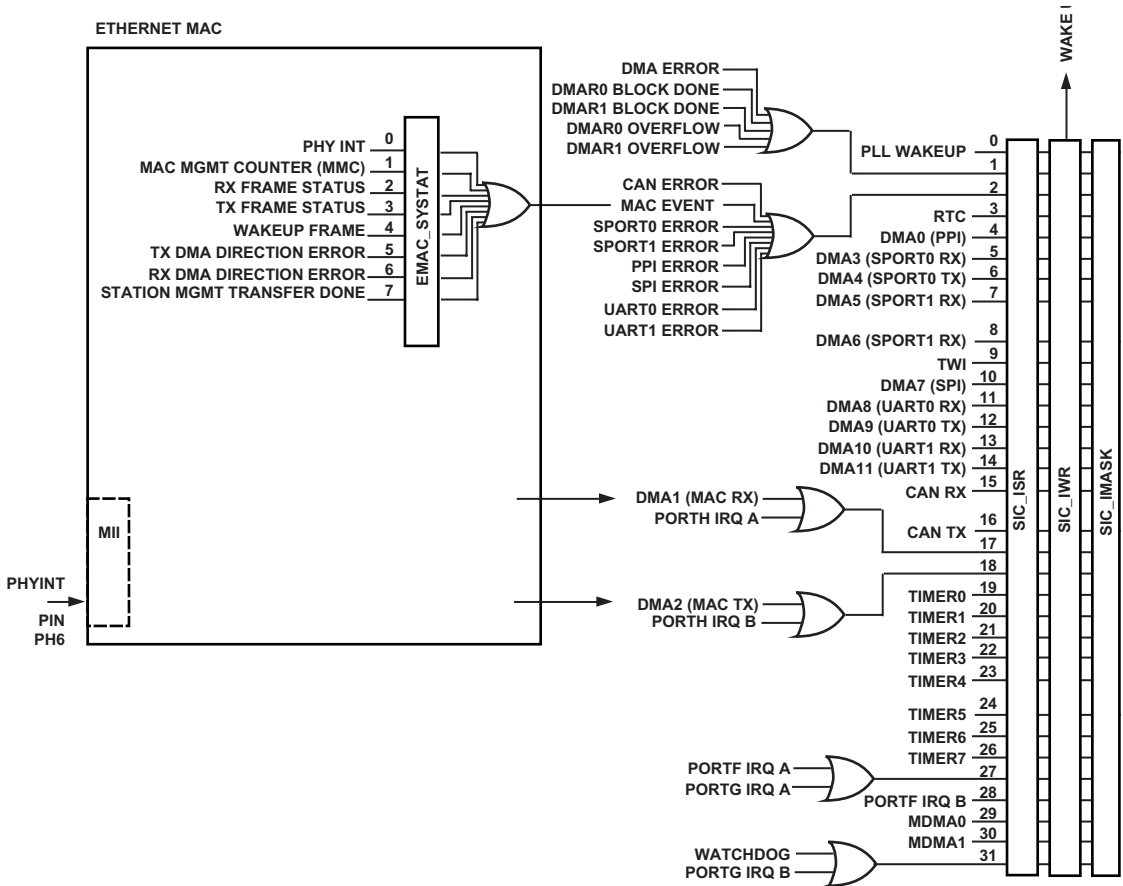 ETHERNET MAC
PHY INT 0
MAC MGMT COUNTER (MMC) 1
RX FRAME STATUS 2
TX FRAME STATUS 3
WAKEUP FRAME 4
TX DMA DIRECTION ERROR 5
RX DMA DIRECTION ERROR 6
STATION MGMT TRANSFER DONE 7
EMAC_SYSTAT
MII
PHYINT
PIN
PH6
DMA ERROR
DMAR0 BLOCK DONE
DMAR1 BLOCK DONE
DMAR0 OVERFLOW
DMAR1 OVERFLOW
CAN ERROR
MAC EVENT
SPORT0 ERROR
SPORT1 ERROR
PPI ERROR
SPI ERROR
UART0 ERROR
UART1 ERROR
DMA1 (MAC RX)
PORTH IRQ A
DMA2 (MAC TX)
PORTH IRQ B
PORTF IRQ A
PORTG IRQ A
WATCHDOG
PORTG IRQ B
PLL WAKEUP 0
1
2
RTC 3
DMA0 (PPI) 4
DMA3 (SPORT0 RX) 5
DMA4 (SPORT0 TX) 6
DMA5 (SPORT1 RX) 7
DMA6 (SPORT1 RX) 8
TWI 9
DMA7 (SPI) 10
DMA8 (UART0 RX) 11
DMA9 (UART0 TX) 12
DMA10 (UART1 RX) 13
DMA11 (UART1 TX) 14
CAN RX 15
CAN TX 16
17
18
TIMER0 19
TIMER1 20
TIMER2 21
TIMER3 22
TIMER4 23
TIMER5 24
TIMER6 25
TIMER7 26
27
PORTF IRQ B 28
MDMA0 29
MDMA1 30
31
SIC_ISR
SIC_IWR
SIC_IMASK
WAKE